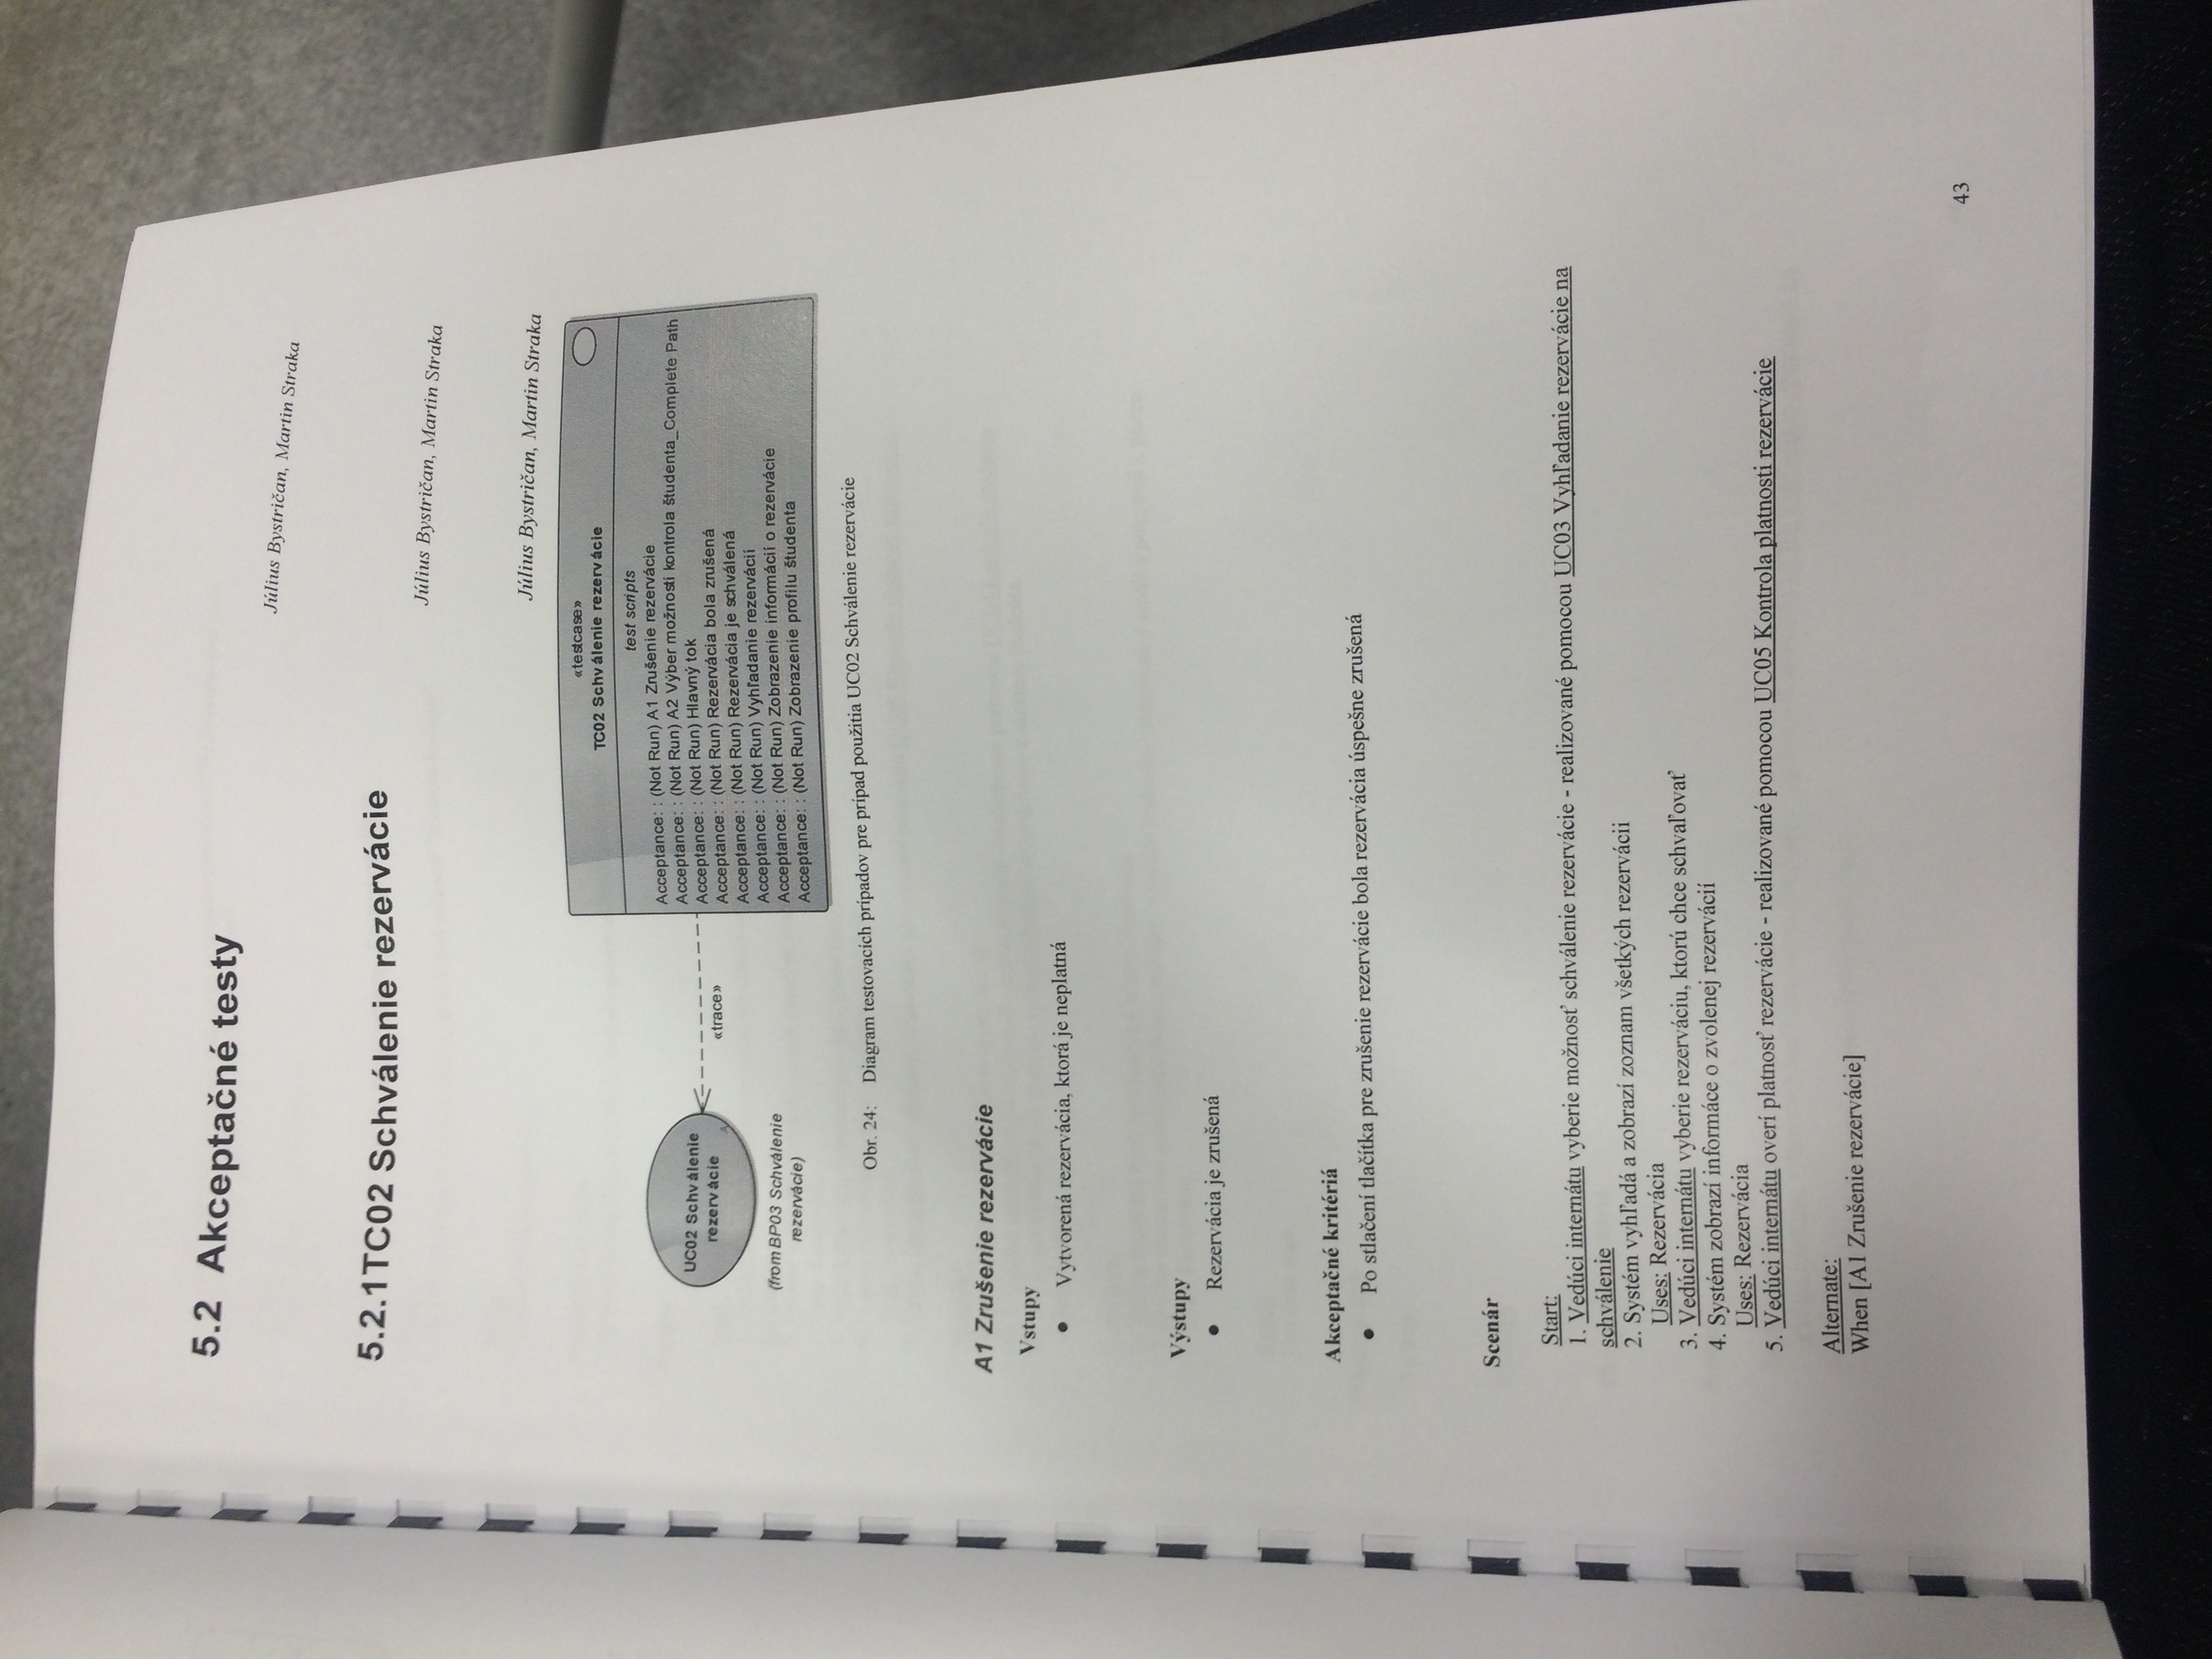 5.2 Akceptačné testy
Július Bystričan, Martin Straka
5.2.1TC02 Schválenie rezervácie
Július Bystričan, Martin Straka
Július Bystričan, Martin Straka
«testcase»
TC02 Schválenie rezervácie
test scripts
Acceptance: : (Not Run) A1 Zrušenie rezervácie
Acceptance: : (Not Run) A2 Výber možnosti kontrola študenta_Complete Path
Acceptance: : (Not Run) Hlavný tok
Acceptance: : (Not Run) Rezervácia bola zrušená
Acceptance: : (Not Run) Rezervácia je schválená
Acceptance: : (Not Run) Vyhľadanie rezervácií
Acceptance: : (Not Run) Zobrazenie informácií o rezervácie
Acceptance: : (Not Run) Zobrazenie profilu študenta
UC02 Schválenie
rezervácie
«trace»
(from BP03 Schválenie
rezervácie)
Obr. 24: Diagram testovacích prípadov pre prípad použitia UC02 Schválenie rezervácie
A1 Zrušenie rezervácie
Vstupy
• Vytvorená rezervácia, ktorá je neplatná
Výstupy
• Rezervácia je zrušená
Akceptačné kritériá
• Po stlačení tlačítka pre zrušenie rezervácie bola rezervácia úspešne zrušená
Scenár
Start:
1. Vedúci internátu vyberie možnosť schválenie rezervácie - realizované pomocou UC03 Vyhľadanie rezervácie na
schválenie
2. Systém vyhľadá a zobrazí zoznam všetkých rezervácii
Uses: Rezervácia
3. Vedúci internátu vyberie rezerváciu, ktorú chce schvaľovať
4. Systém zobrazí informáce o zvolenej rezervácií
Uses: Rezervácia
5. Vedúci internátu overí platnosť rezervácie - realizované pomocou UC05 Kontrola platnosti rezervácie
Alternate:
When [A1 Zrušenie rezervácie]
43